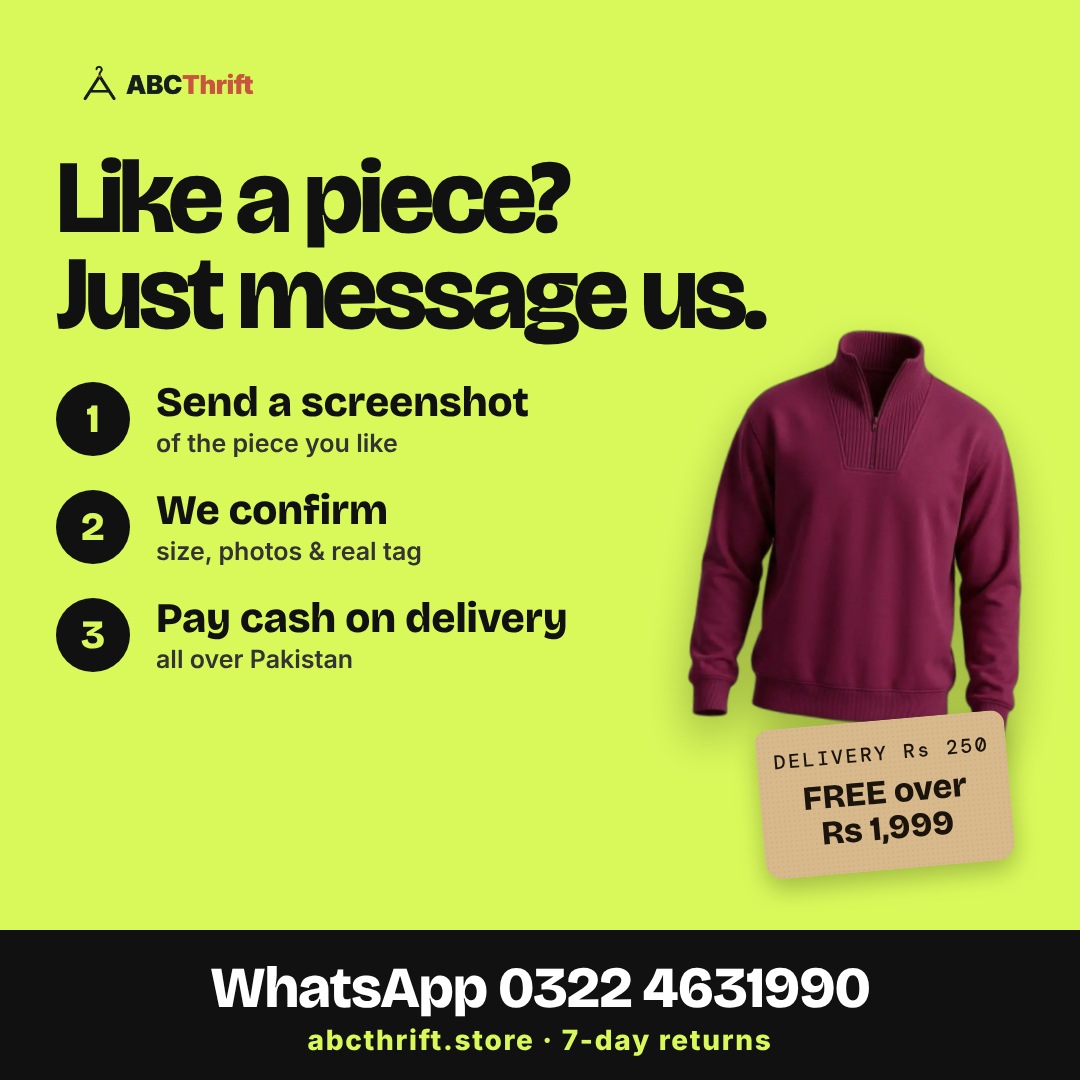 ABCThrift
Like a piece?
Just message us.
1
Send a screenshot
of the piece you like
2
We confirm
size, photos & real tag
3
Pay cash on delivery
all over Pakistan
DELIVERY Rs 250
FREE over
Rs 1,999
WhatsApp 0322 4631990
abcthrift.store · 7-day returns